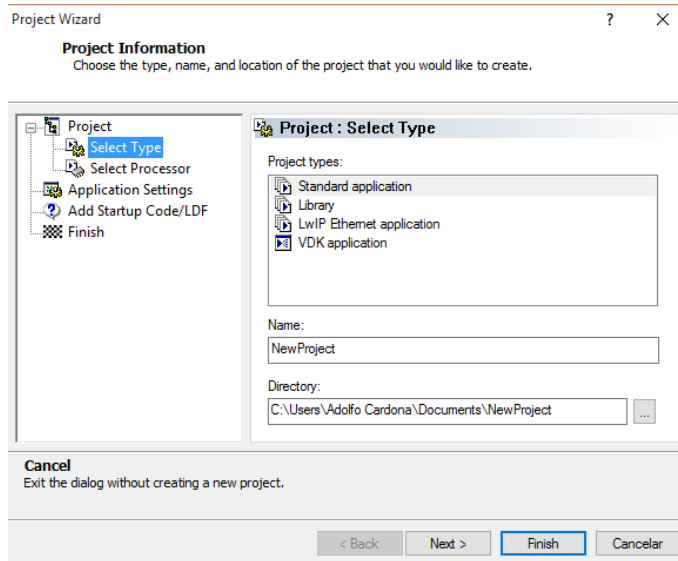 Project Wizard
?
Project Information
Choose the type, name, and location of the project that you would like to create.
Project
Select Type
Select Processor
Application Settings
Add Startup Code/LDF
Finish
Project : Select Type
Project types:
Standard application
Library
LwIP Ethernet application
VDK application
Name:
NewProject
Directory:
C:\Users\Adolfo Cardona\Documents\NewProject
...
Cancel
Exit the dialog without creating a new project.
< Back
Next >
Finish
Cancelar